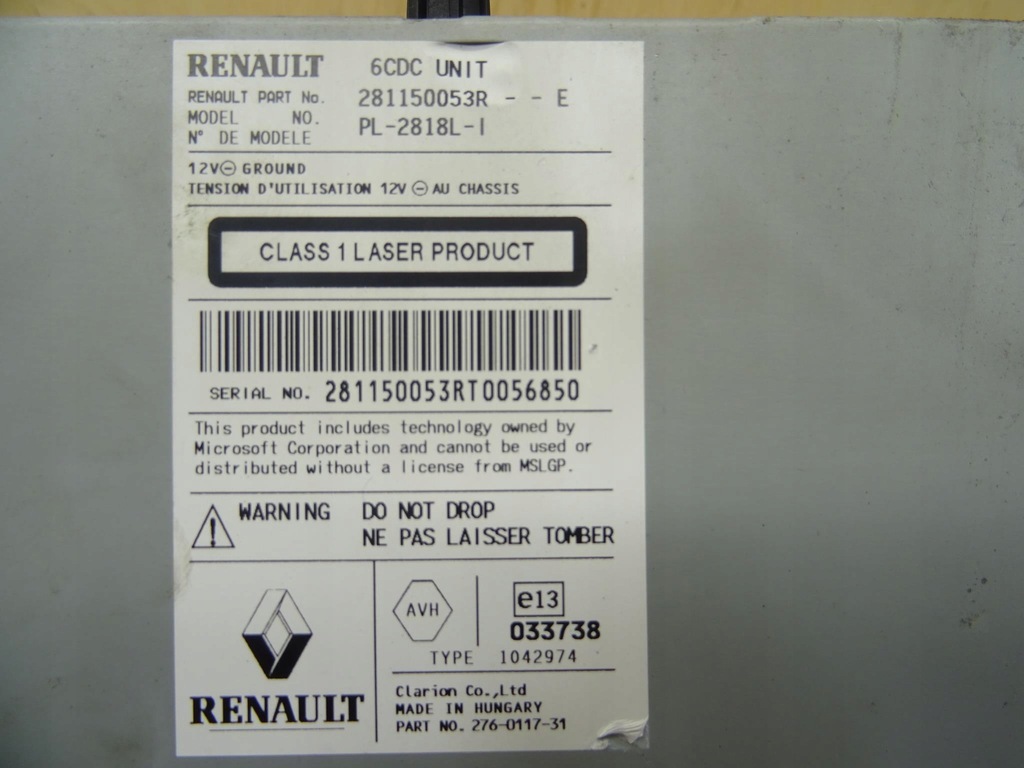 RENAULT 6CDC UNIT
RENAULT PART No. 281150053R - - E
MODEL NO. PL-2818L-I
N° DE MODELE
12V⊖ GROUND
TENSION D'UTILISATION 12V ⊖ AU CHASSIS
CLASS 1 LASER PRODUCT
SERIAL NO. 281150053RT0056850
This product includes technology owned by
Microsoft Corporation and cannot be used or
distributed without a license from MSLGP.
WARNING DO NOT DROP
NE PAS LAISSER TOMBER
AVH e13
033738
TYPE 1042974
RENAULT
Clarion Co.,Ltd
MADE IN HUNGARY
PART NO. 276-0117-31